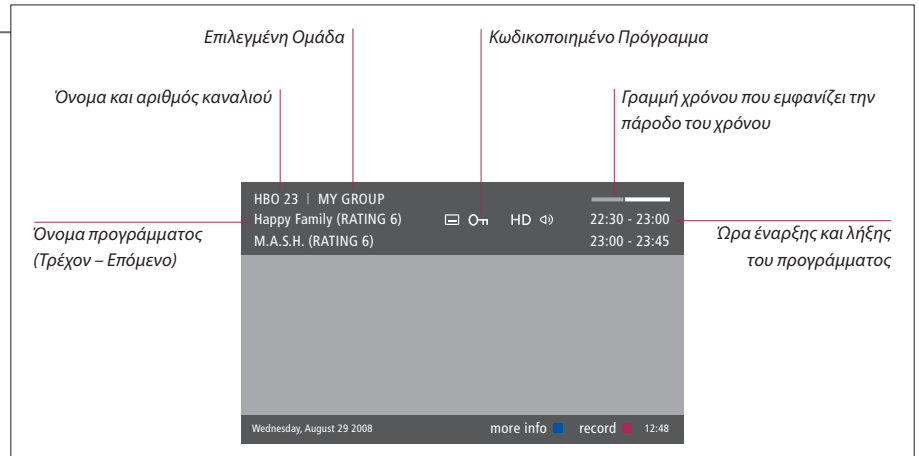 Επιλεγμένη Ομάδα
Κωδικοποιημένο Πρόγραμμα
Όνομα και αριθμός καναλιού
Γραμμή χρόνου που εμφανίζει την
πάροδο του χρόνου
HBO 23 | MY GROUP
Happy Family (RATING 6) HD 22:30 - 23:00
M.A.S.H. (RATING 6) 23:00 - 23:45
Όνομα προγράμματος
(Τρέχον – Επόμενο)
Ώρα έναρξης και λήξης
του προγράμματος
Wednesday, August 29 2008 more info record 12:48